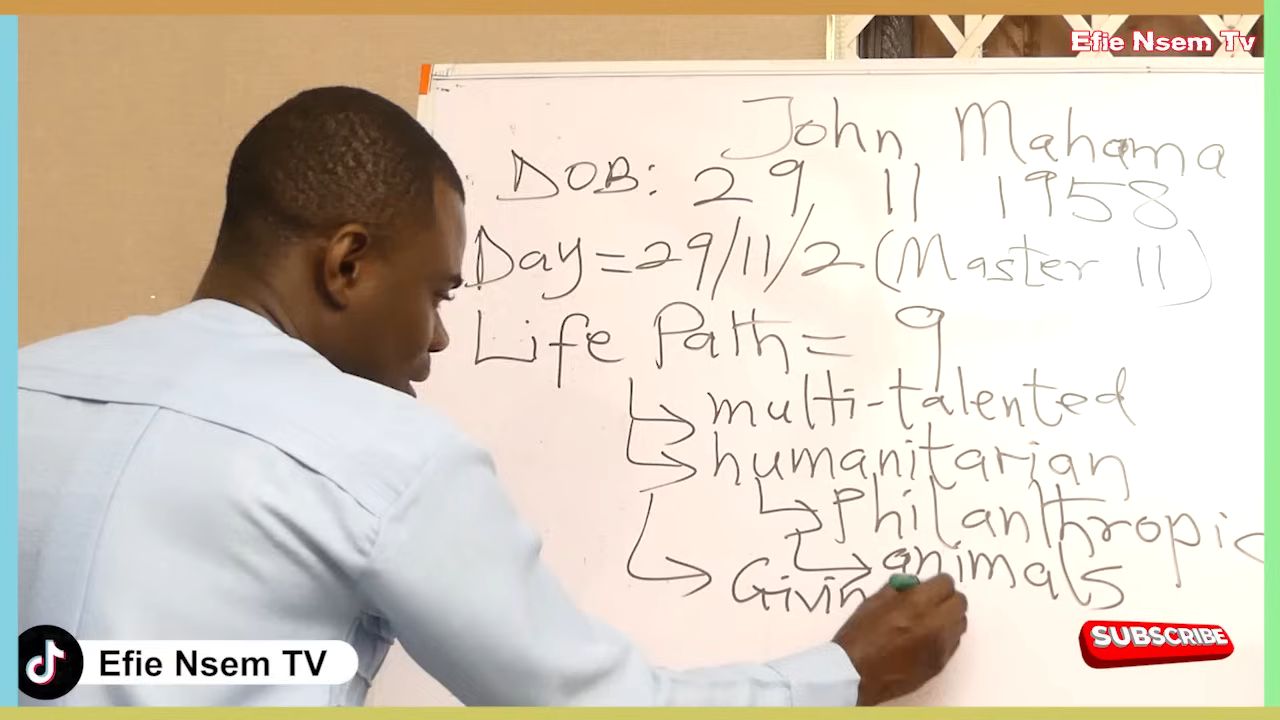 Efie Nsem Tv
John Mahama
DOB: 29 11 1958
Day = 29/11/2 (Master 11)
Life Path = 9
multi-talented
humanitarian
Philanthropic
animals
Givin
SUBSCRIBE
Efie Nsem TV